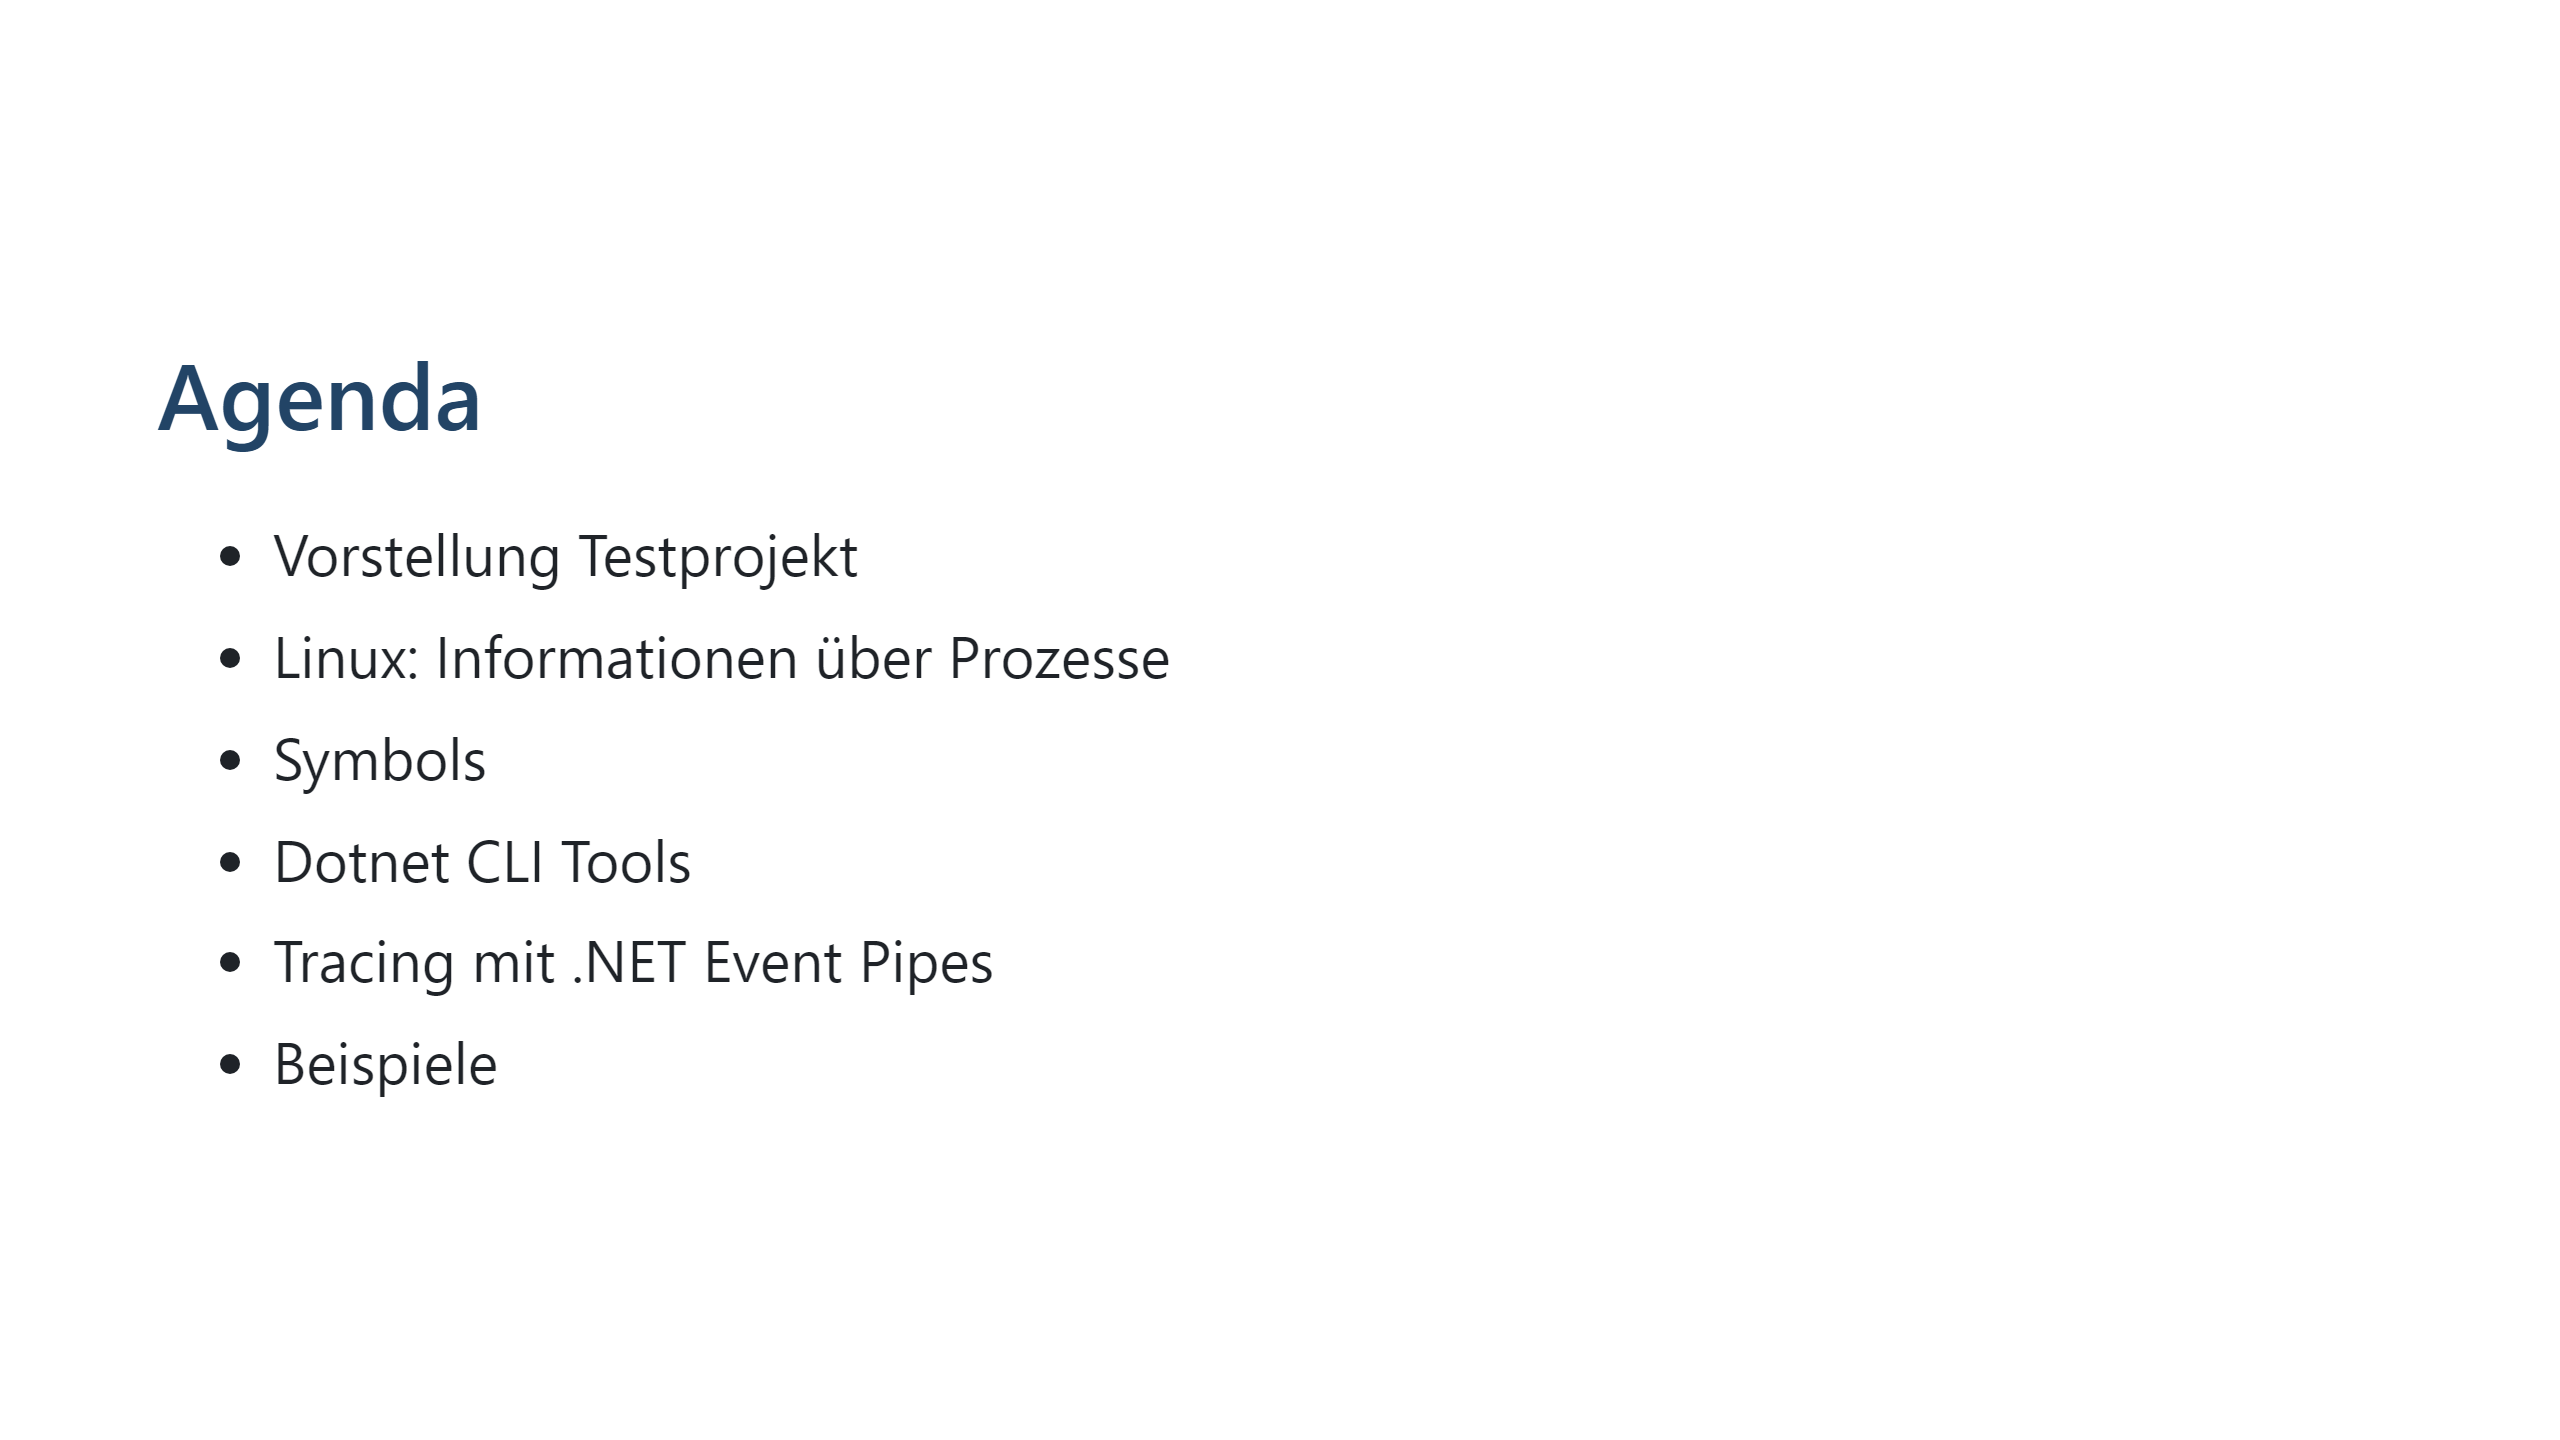 Agenda
Vorstellung Testprojekt
Linux: Informationen über Prozesse
Symbols
Dotnet CLI Tools
Tracing mit .NET Event Pipes
Beispiele